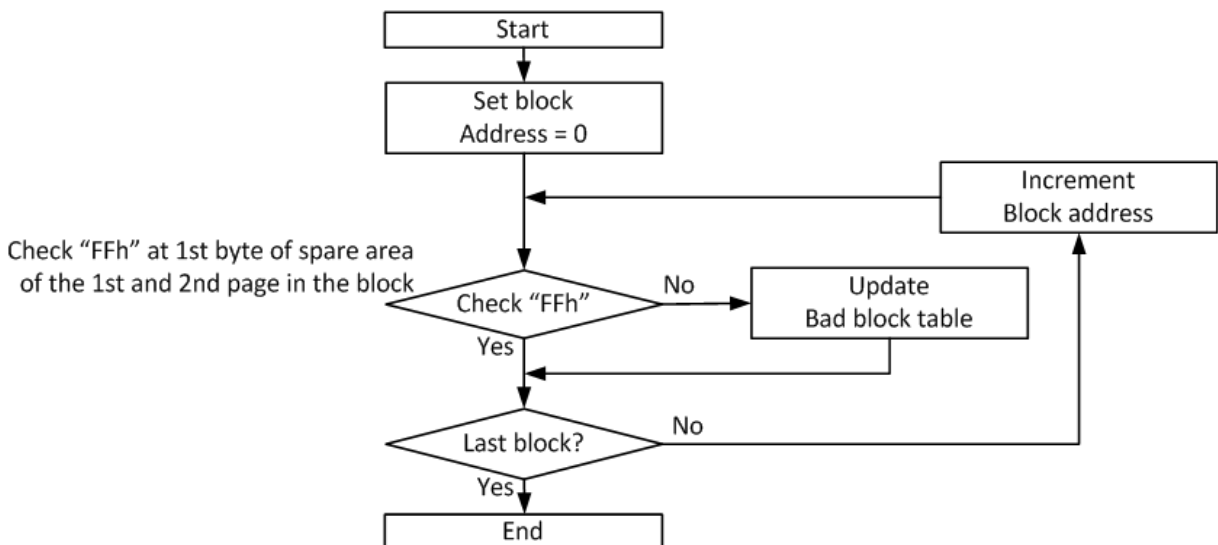 Start
Set block
Address = 0
Increment
Block address
Check “FFh” at 1st byte of spare area
of the 1st and 2nd page in the block
Check “FFh”
No
Update
Bad block table
Yes
Last block?
No
Yes
End